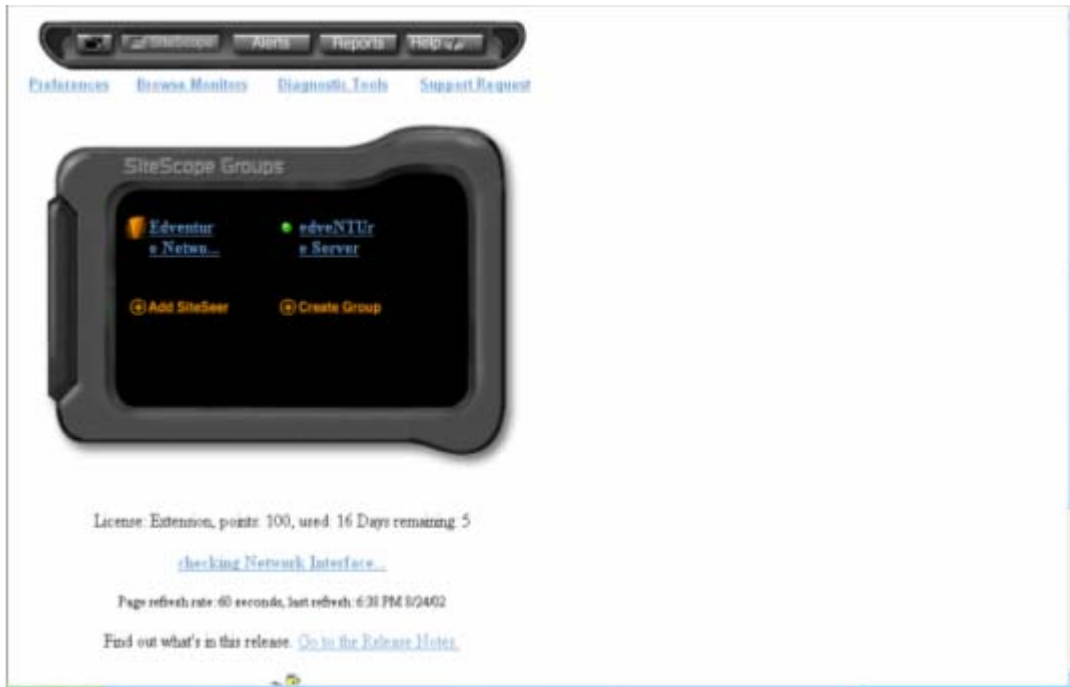 SiteScope Alerts Reports Help
Preferences Browse Monitors Diagnostic Tools Support Request
SiteScope Groups
Edventur edveNTUr
e Netwo... e Server
Add SiteSeer Create Group
License: Extension, points: 100, used: 16 Days remaining: 5
checking Network Interface...
Page refresh rate: 60 seconds, last refresh: 6:38 PM 8/24/02
Find out what's in this release. Go to the Release Notes.